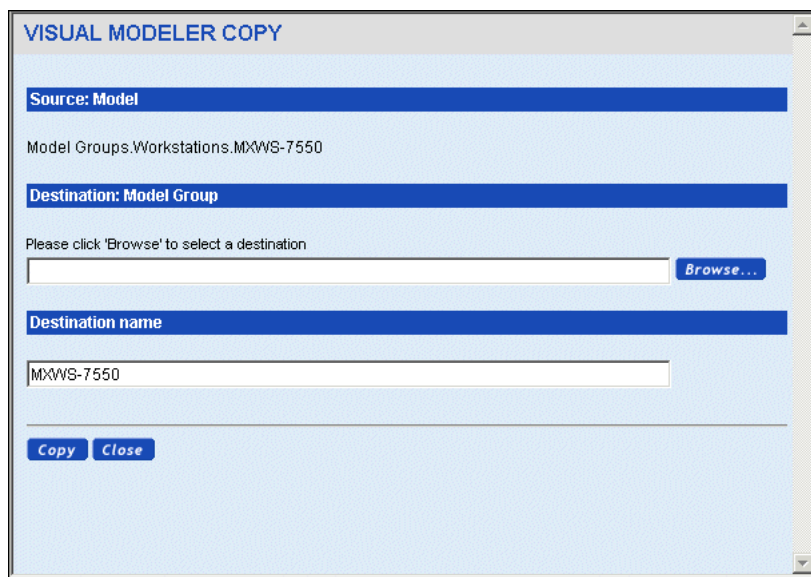 VISUAL MODELER COPY
Source: Model
Model Groups.Workstations.MXWS-7550
Destination: Model Group
Please click 'Browse' to select a destination
Browse...
Destination name
MXWS-7550
Copy Close